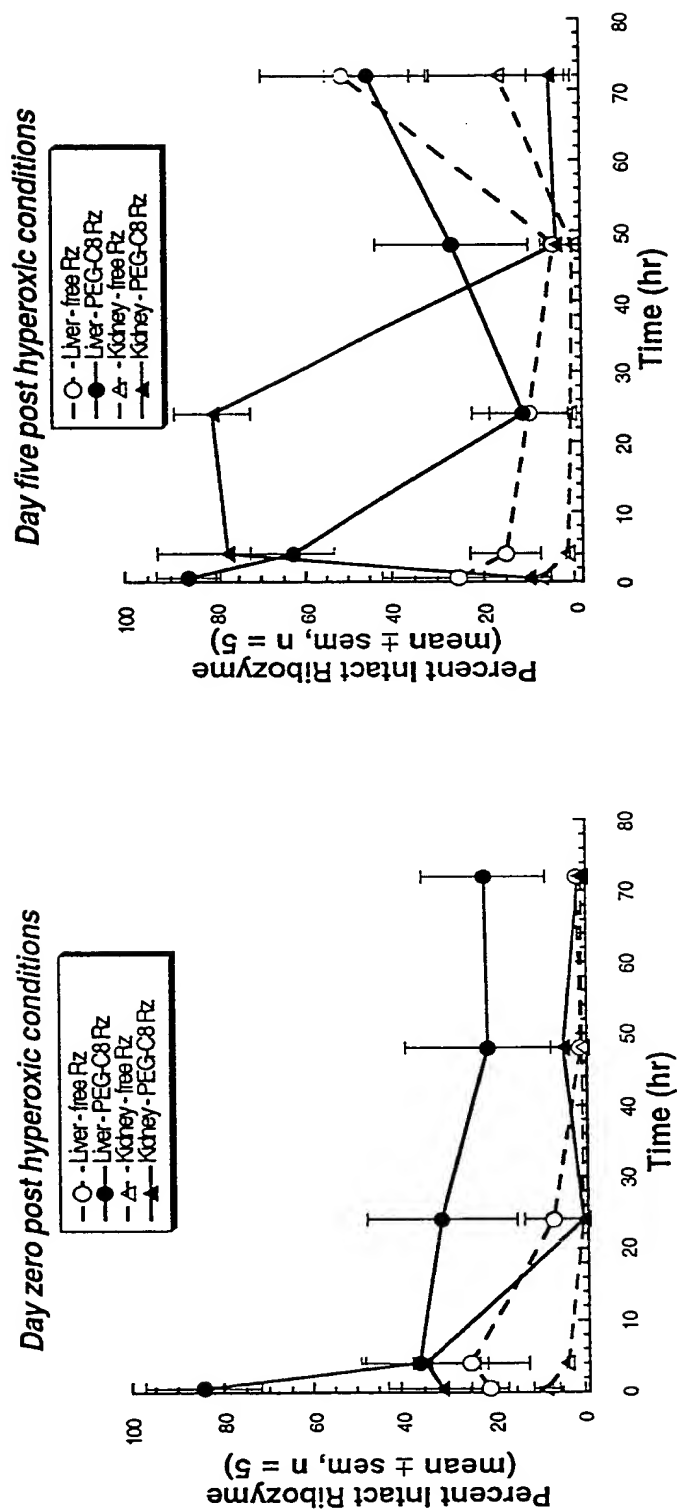 Day zero post hyperoxic conditions
Liver - free Rz
Liver - PEG-C8 Rz
Kidney - free Rz
Kidney - PEG-C8 Rz
Percent Intact Ribozyme
(mean ± sem, n = 5)
100
80
60
40
20
0
0 10 20 30 40 50 60 70 80
Time (hr)
Day five post hyperoxic conditions
Liver - free Rz
Liver - PEG-C8 Rz
Kidney - free Rz
Kidney - PEG-C8 Rz
Percent Intact Ribozyme
(mean ± sem, n = 5)
100
80
60
40
20
0
0 10 20 30 40 50 60 70 80
Time (hr)